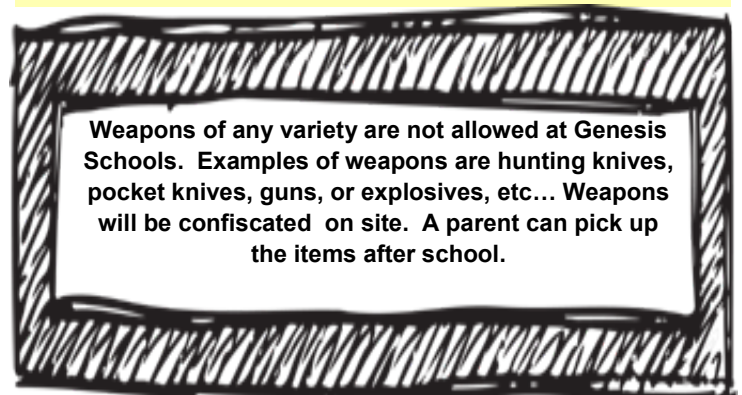 Weapons of any variety are not allowed at Genesis
Schools.  Examples of weapons are hunting knives,
pocket knives, guns, or explosives, etc… Weapons
will be confiscated  on site.  A parent can pick up
the items after school.